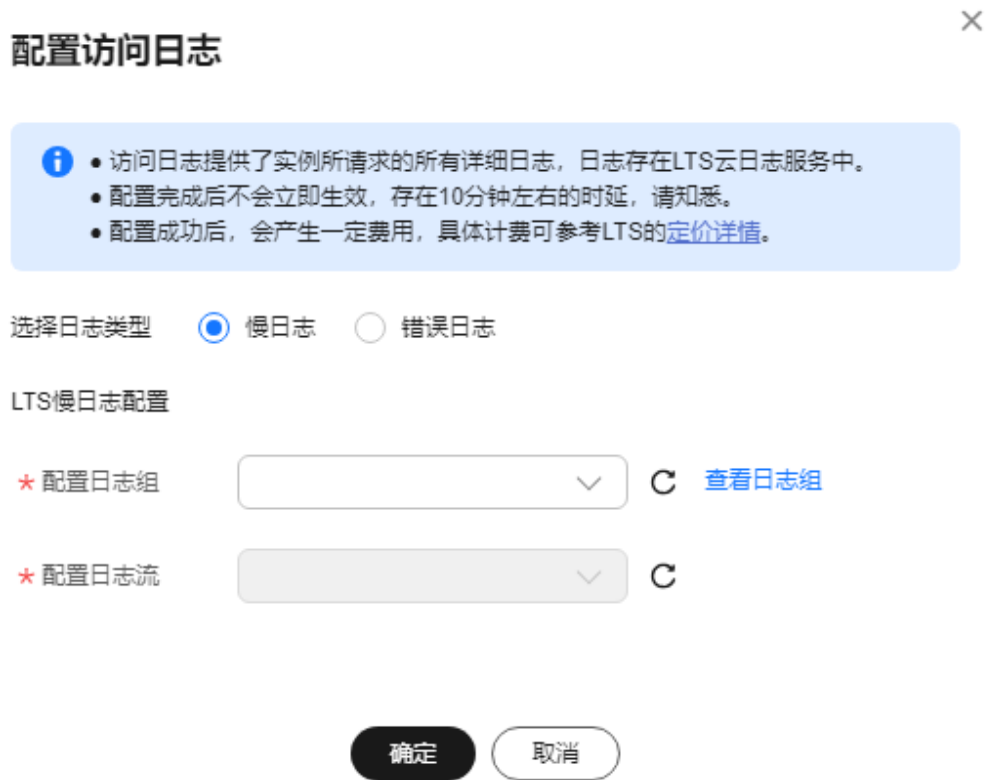 配置访问日志
● 访问日志提供了实例所请求的所有详细日志，日志存在LTS云日志服务中。
● 配置完成后不会立即生效，存在10分钟左右的时延，请知悉。
● 配置成功后，会产生一定费用，具体计费可参考LTS的定价详情。
选择日志类型 慢日志 错误日志
LTS慢日志配置
* 配置日志组 查看日志组
* 配置日志流
确定 取消